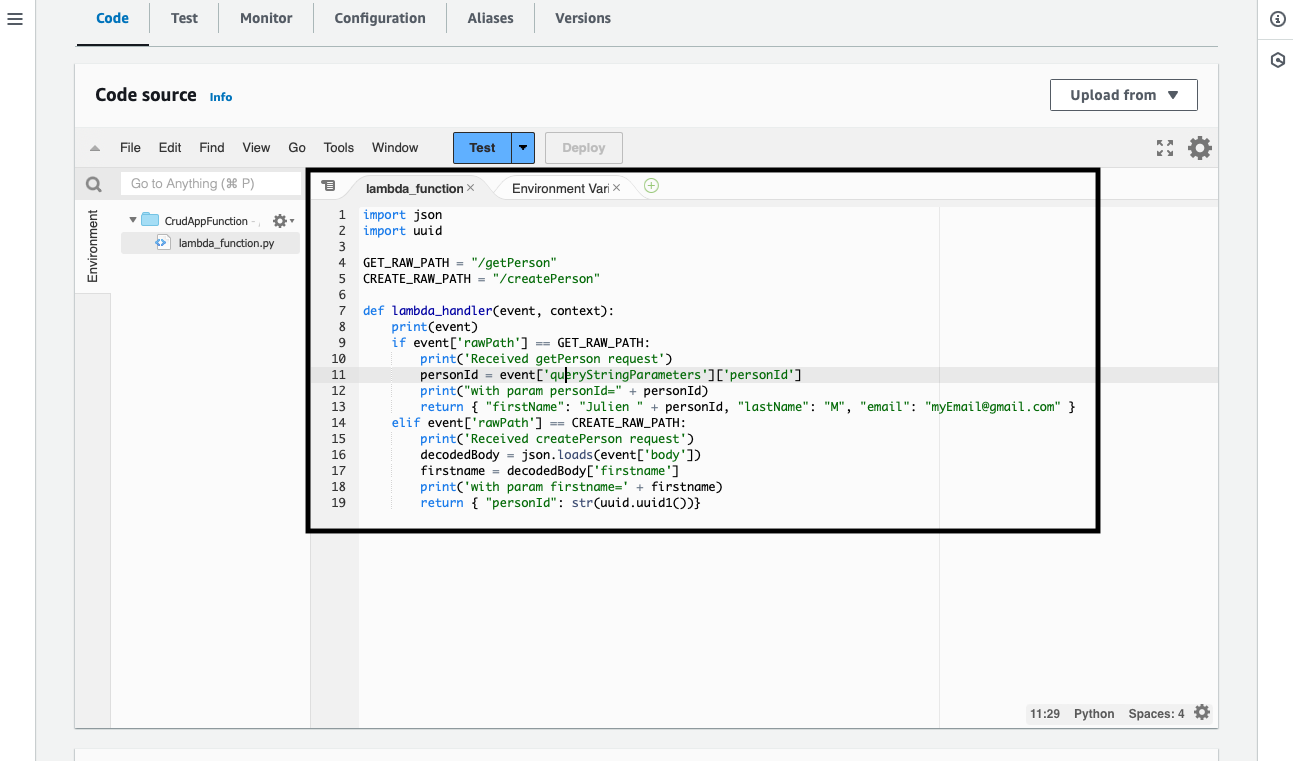 Code Test Monitor Configuration Aliases Versions
Code source Info
Upload from
File Edit Find View Go Tools Window Test Deploy
Go to Anything (⌘ P)
lambda_function
Environment Vari
Environment
CrudAppFunction -
lambda_function.py
1 import json
2 import uuid
3
4 GET_RAW_PATH = "/getPerson"
5 CREATE_RAW_PATH = "/createPerson"
6
7 def lambda_handler(event, context):
8     print(event)
9     if event['rawPath'] == GET_RAW_PATH:
10         print('Received getPerson request')
11         personId = event['queryStringParameters']['personId']
12         print("with param personId=" + personId)
13         return { "firstName": "Julien " + personId, "lastName": "M", "email": "myEmail@gmail.com" }
14     elif event['rawPath'] == CREATE_RAW_PATH:
15         print('Received createPerson request')
16         decodedBody = json.loads(event['body'])
17         firstname = decodedBody['firstname']
18         print('with param firstname=' + firstname)
19         return { "personId": str(uuid.uuid1())}
11:29 Python Spaces: 4